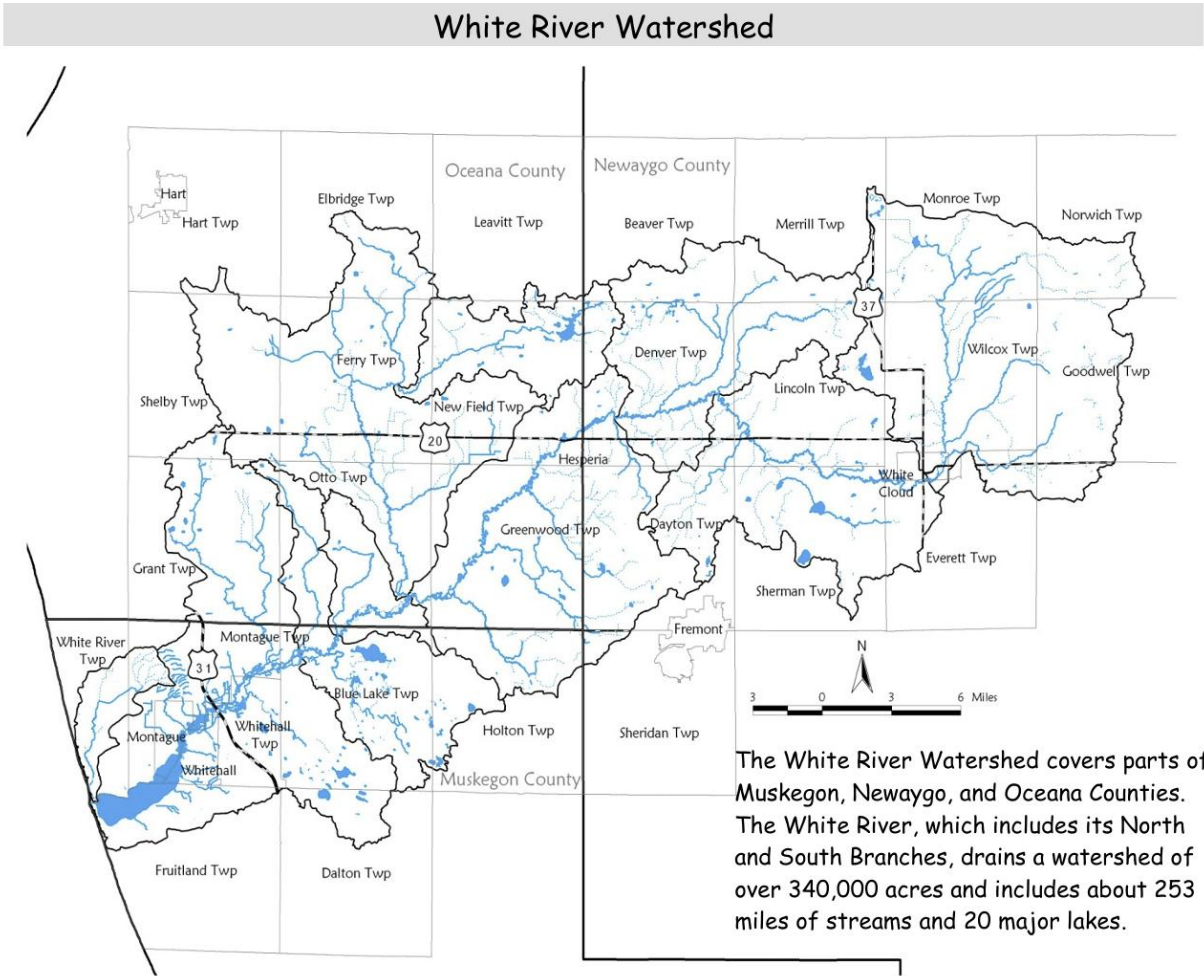 White River Watershed
Oceana County
Newaygo County
Hart
Hart Twp
Elbridge Twp
Leavitt Twp
Beaver Twp
Merrill Twp
Monroe Twp
Norwich Twp
37
Ferry Twp
Denver Twp
Wilcox Twp
Goodwell Twp
Lincoln Twp
Shelby Twp
New Field Twp
20
Hesperia
Otto Twp
White
Cloud
Greenwood Twp
Dayton Twp
Everett Twp
Grant Twp
Sherman Twp
Fremont
White River
Twp
Montague Twp
31
N
Blue Lake Twp
3 0 3 6 Miles
Montague
Whitehall
Twp
Holton Twp
Sheridan Twp
Whitehall
Muskegon County
Fruitland Twp
Dalton Twp
The White River Watershed covers parts of
Muskegon, Newaygo, and Oceana Counties.
The White River, which includes its North
and South Branches, drains a watershed of
over 340,000 acres and includes about 253
miles of streams and 20 major lakes.